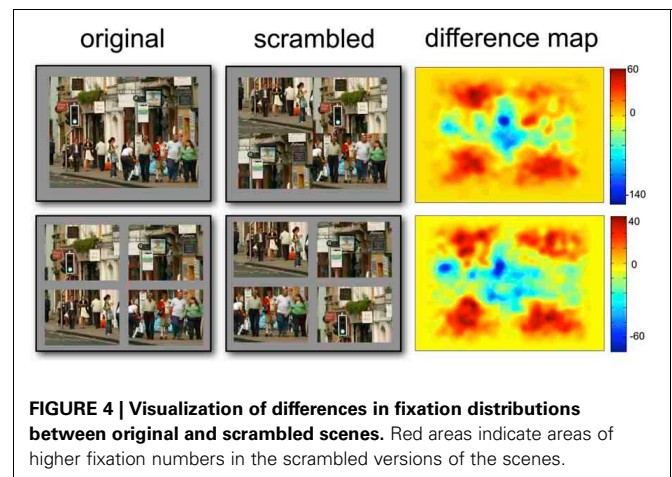 original scrambled difference map
60
0
-140
40
0
-60
FIGURE 4 | Visualization of differences in fixation distributions
between original and scrambled scenes. Red areas indicate areas of
higher fixation numbers in the scrambled versions of the scenes.